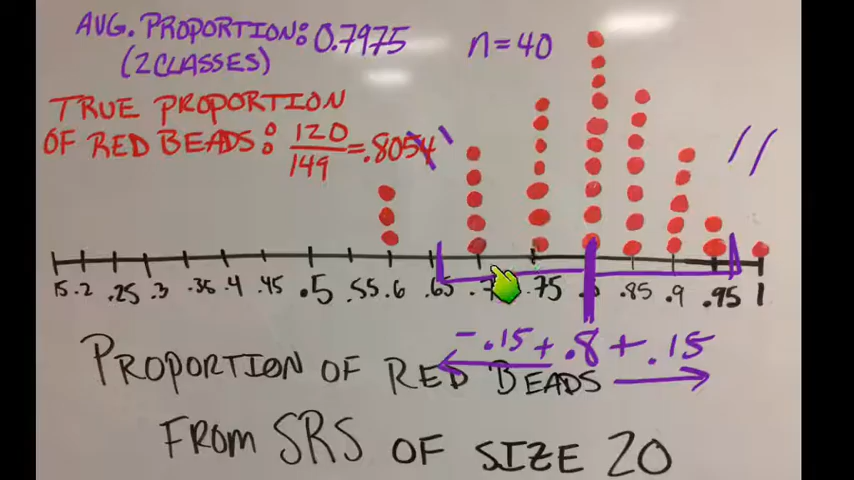 AVG. PROPORTION: 0.7975
(2 CLASSES)
n=40
TRUE PROPORTION
OF RED BEADS: 120/149 = .8054
.15 .2 .25 .3 .35 .4 .45 .5 .55 .6 .65 .7 .75 .8 .85 .9 .95 1
-.15 + .8 + .15
PROPORTION OF RED BEADS
FROM SRS OF SIZE 20